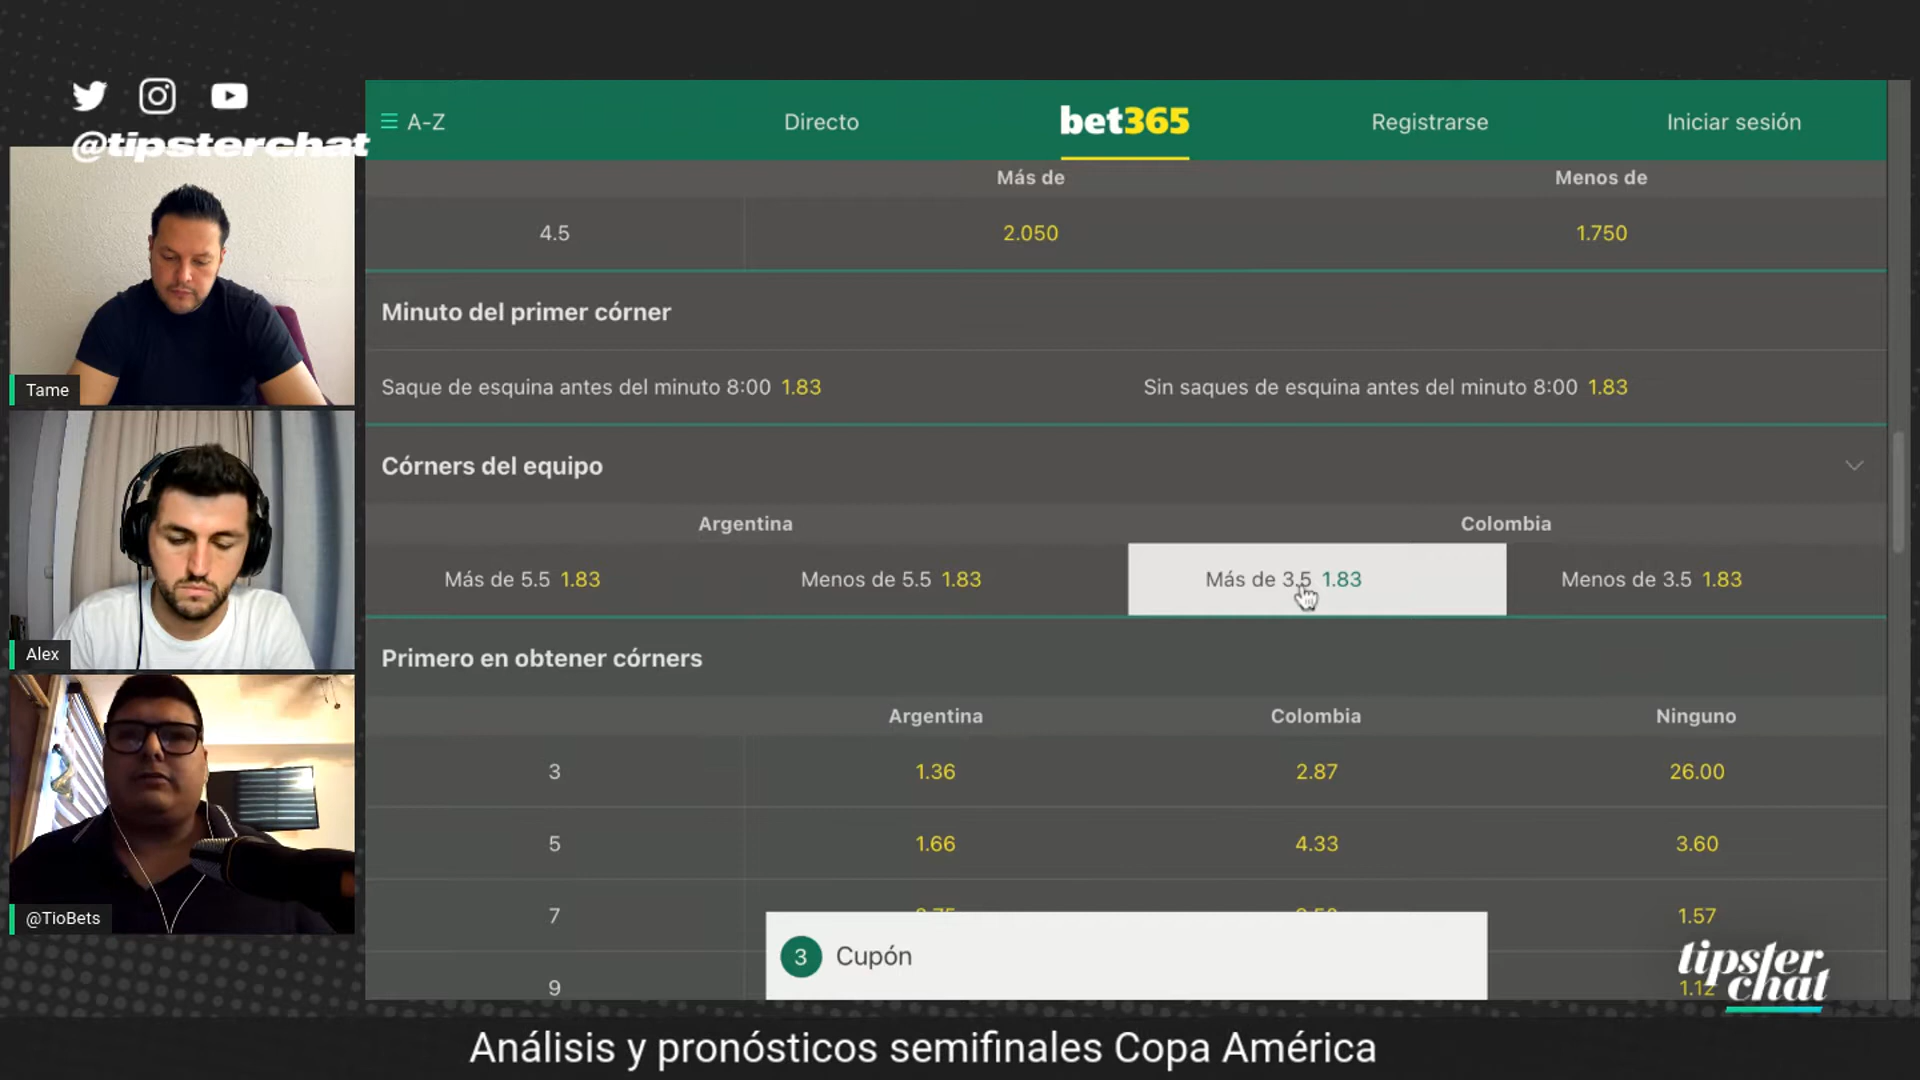 @tipsterchat
Tame
Alex
@TioBets
A-Z
Directo
bet365
Registrarse
Iniciar sesión
Más de
Menos de
4.5
2.050
1.750
Minuto del primer córner
Saque de esquina antes del minuto 8:00 1.83
Sin saques de esquina antes del minuto 8:00 1.83
Córners del equipo
Argentina
Colombia
Más de 5.5 1.83
Menos de 5.5 1.83
Más de 3.5 1.83
Menos de 3.5 1.83
Primero en obtener córners
Argentina
Colombia
Ninguno
3
1.36
2.87
26.00
5
1.66
4.33
3.60
7
1.57
9
1.12
3 Cupón
tipster
chat
Análisis y pronósticos semifinales Copa América